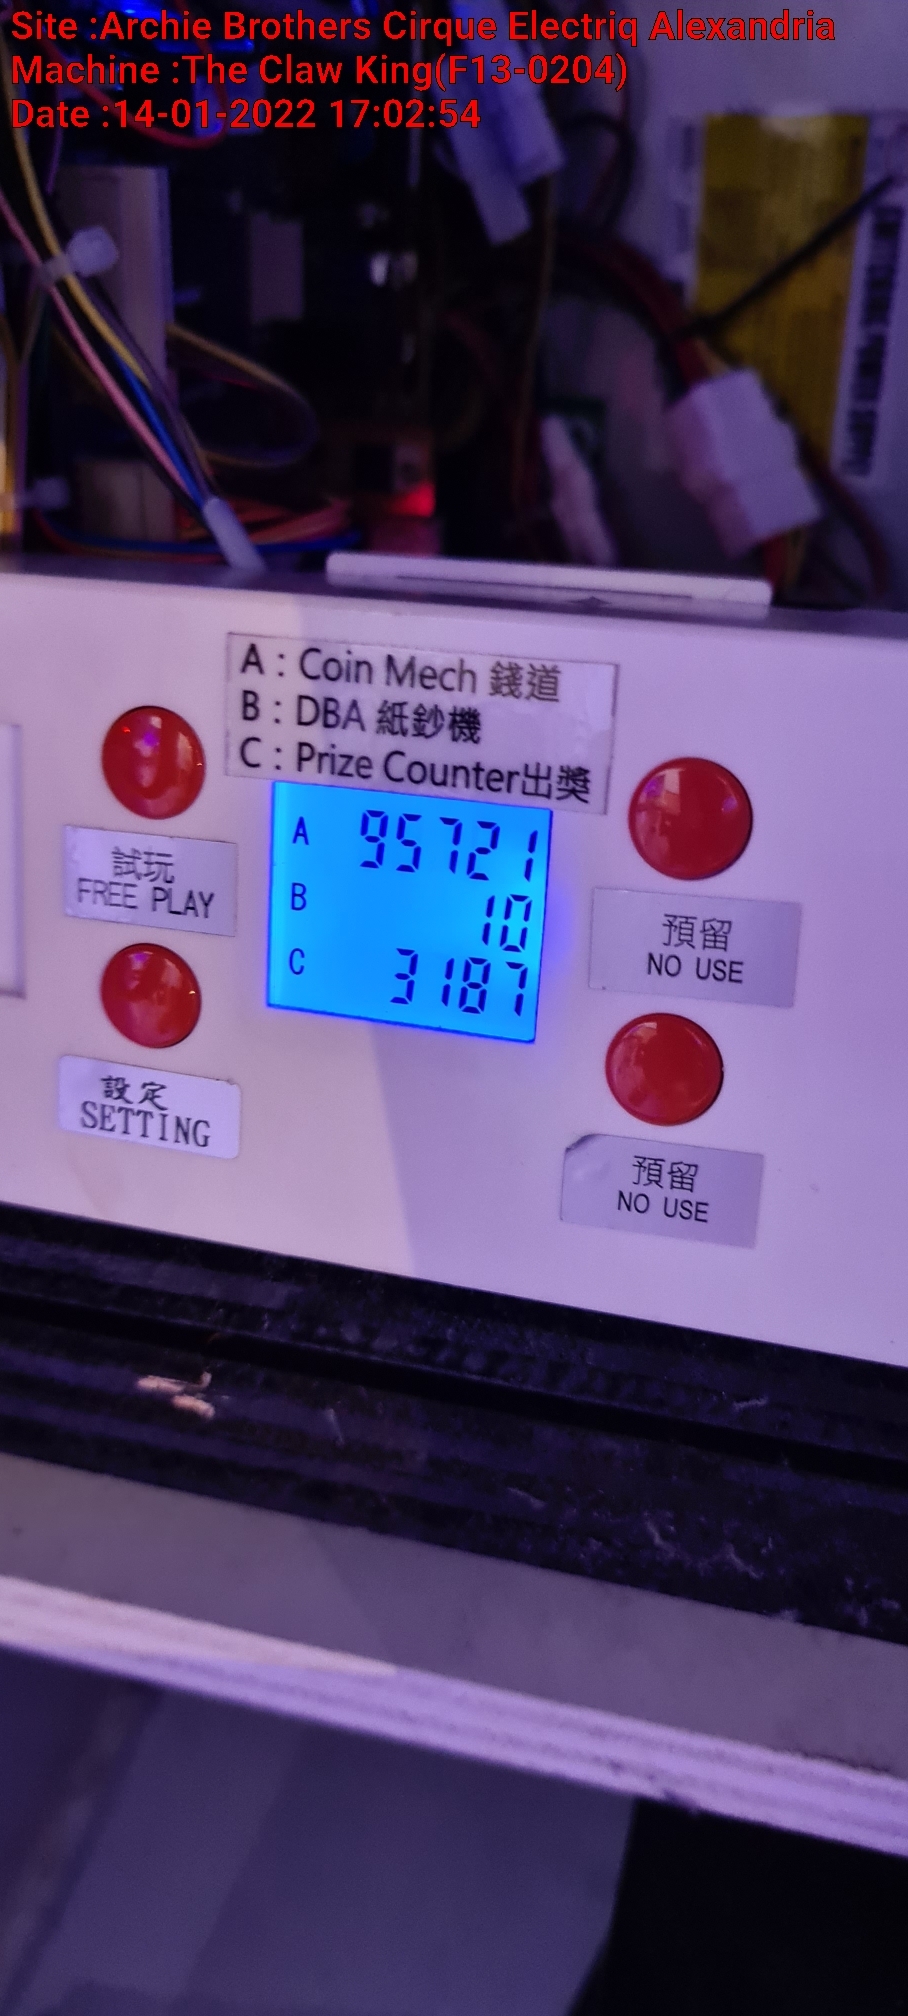 Site :Archie Brothers Cirque Electriq Alexandria
Machine :The Claw King(F13-0204)
Date :14-01-2022 17:02:54
A : Coin Mech 錢道
B : DBA 紙鈔機
C : Prize Counter出獎
A 95721
B 10
C 3187
試玩
FREE PLAY
設定
SETTING
預留
NO USE
預留
NO USE